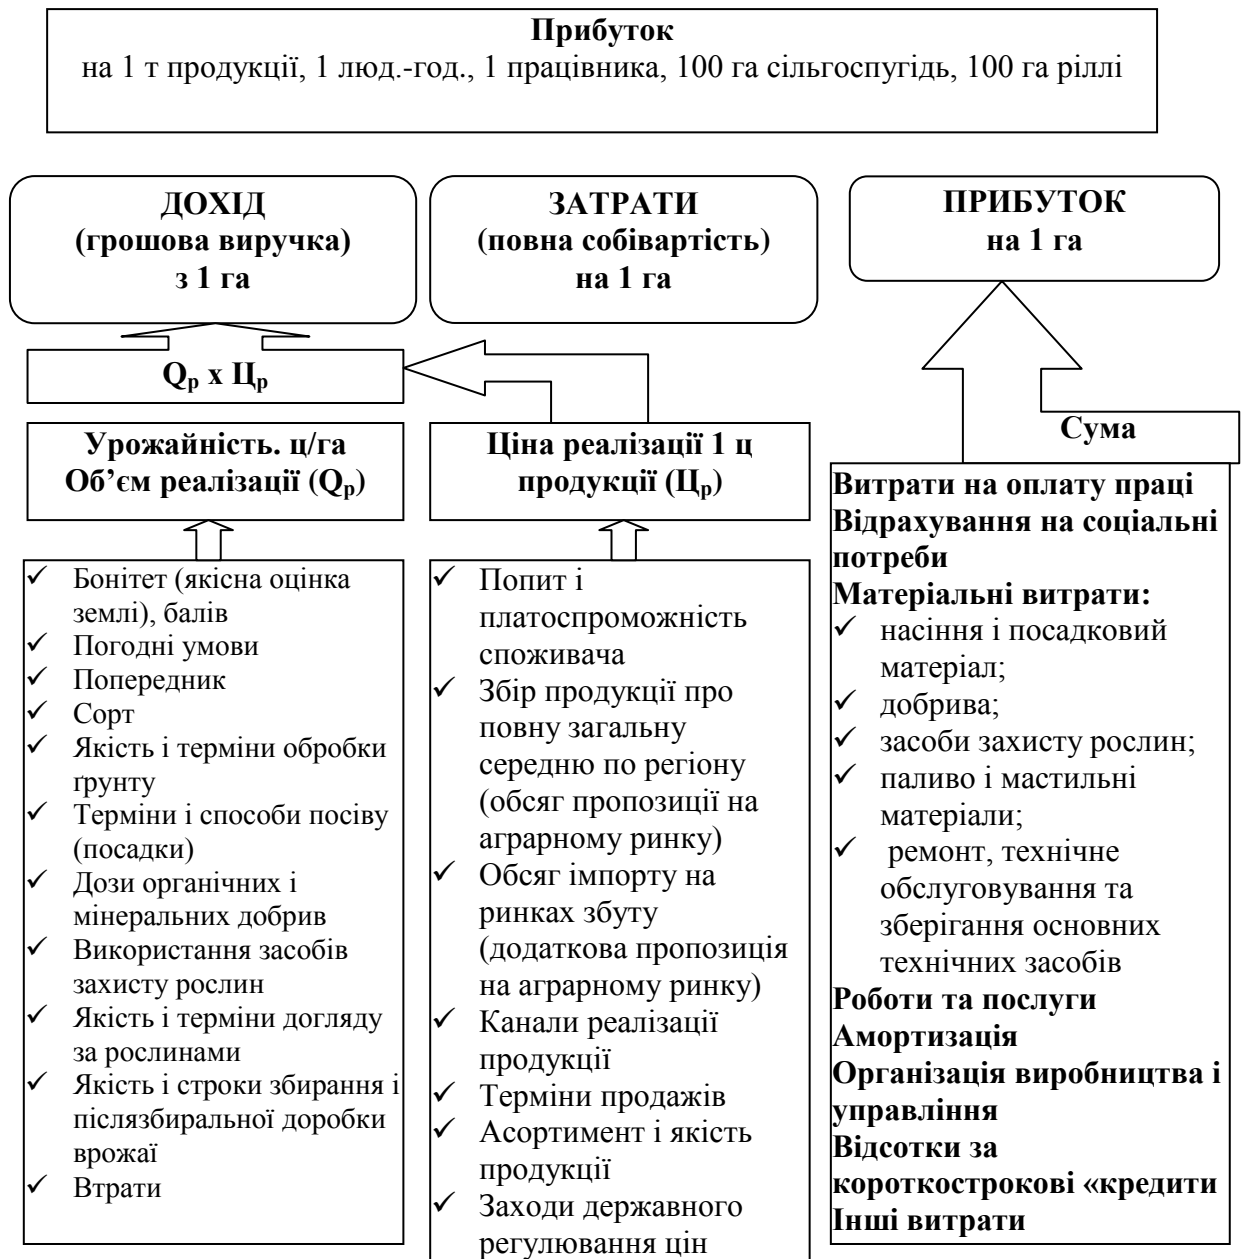 Прибуток
на 1 т продукції, 1 люд.-год., 1 працівника, 100 га сільгоспугідь, 100 га ріллі
ДОХІД
(грошова виручка)
з 1 га
ЗАТРАТИ
(повна собівартість)
на 1 га
ПРИБУТОК
на 1 га
Qр х Цр
Сума
Урожайність. ц/га
Об’єм реалізації (Qр)
Ціна реалізації 1 ц
продукції (Цр)
✓ Бонітет (якісна оцінка
землі), балів
✓ Погодні умови
✓ Попередник
✓ Сорт
✓ Якість і терміни обробки
ґрунту
✓ Терміни і способи посіву
(посадки)
✓ Дози органічних і
мінеральних добрив
✓ Використання засобів
захисту рослин
✓ Якість і терміни догляду
за рослинами
✓ Якість і строки збирання і
післязбиральної доробки
врожаї
✓ Втрати
✓ Попит і
платоспроможність
споживача
✓ Збір продукції про
повну загальну
середню по регіону
(обсяг пропозиції на
аграрному ринку)
✓ Обсяг імпорту на
ринках збуту
(додаткова пропозиція
на аграрному ринку)
✓ Канали реалізації
продукції
✓ Терміни продажів
✓ Асортимент і якість
продукції
✓ Заходи державного
регулювання цін
Витрати на оплату праці
Відрахування на соціальні
потреби
Матеріальні витрати:
✓ насіння і посадковий
матеріал;
✓ добрива;
✓ засоби захисту рослин;
✓ паливо і мастильні
матеріали;
✓ ремонт, технічне
обслуговування та
зберігання основних
технічних засобів
Роботи та послуги
Амортизація
Організація виробництва і
управління
Відсотки за
короткострокові «кредити
Інші витрати